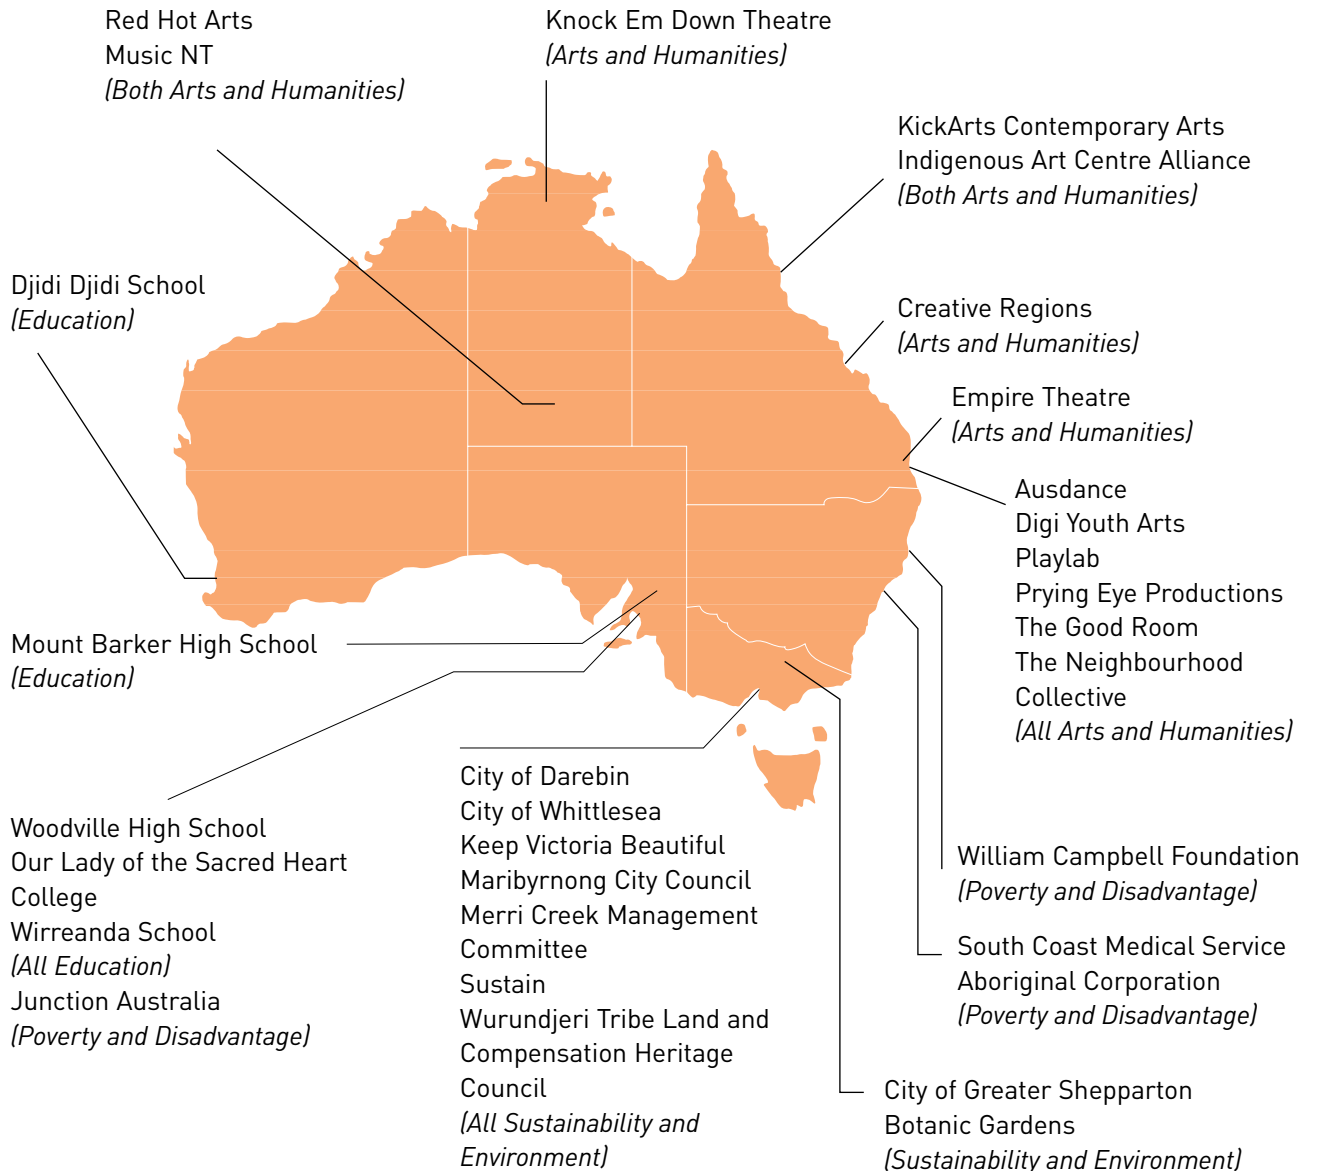 Red Hot Arts
Music NT
(Both Arts and Humanities)
Knock Em Down Theatre
(Arts and Humanities)
KickArts Contemporary Arts
Indigenous Art Centre Alliance
(Both Arts and Humanities)
Djidi Djidi School
(Education)
Creative Regions
(Arts and Humanities)
Empire Theatre
(Arts and Humanities)
Ausdance
Digi Youth Arts
Playlab
Prying Eye Productions
The Good Room
The Neighbourhood
Collective
(All Arts and Humanities)
Mount Barker High School
(Education)
Woodville High School
Our Lady of the Sacred Heart
College
Wirreanda School
(All Education)
Junction Australia
(Poverty and Disadvantage)
City of Darebin
City of Whittlesea
Keep Victoria Beautiful
Maribyrnong City Council
Merri Creek Management
Committee
Sustain
Wurundjeri Tribe Land and
Compensation Heritage
Council
(All Sustainability and
Environment)
William Campbell Foundation
(Poverty and Disadvantage)
South Coast Medical Service
Aboriginal Corporation
(Poverty and Disadvantage)
City of Greater Shepparton
Botanic Gardens
(Sustainability and Environment)